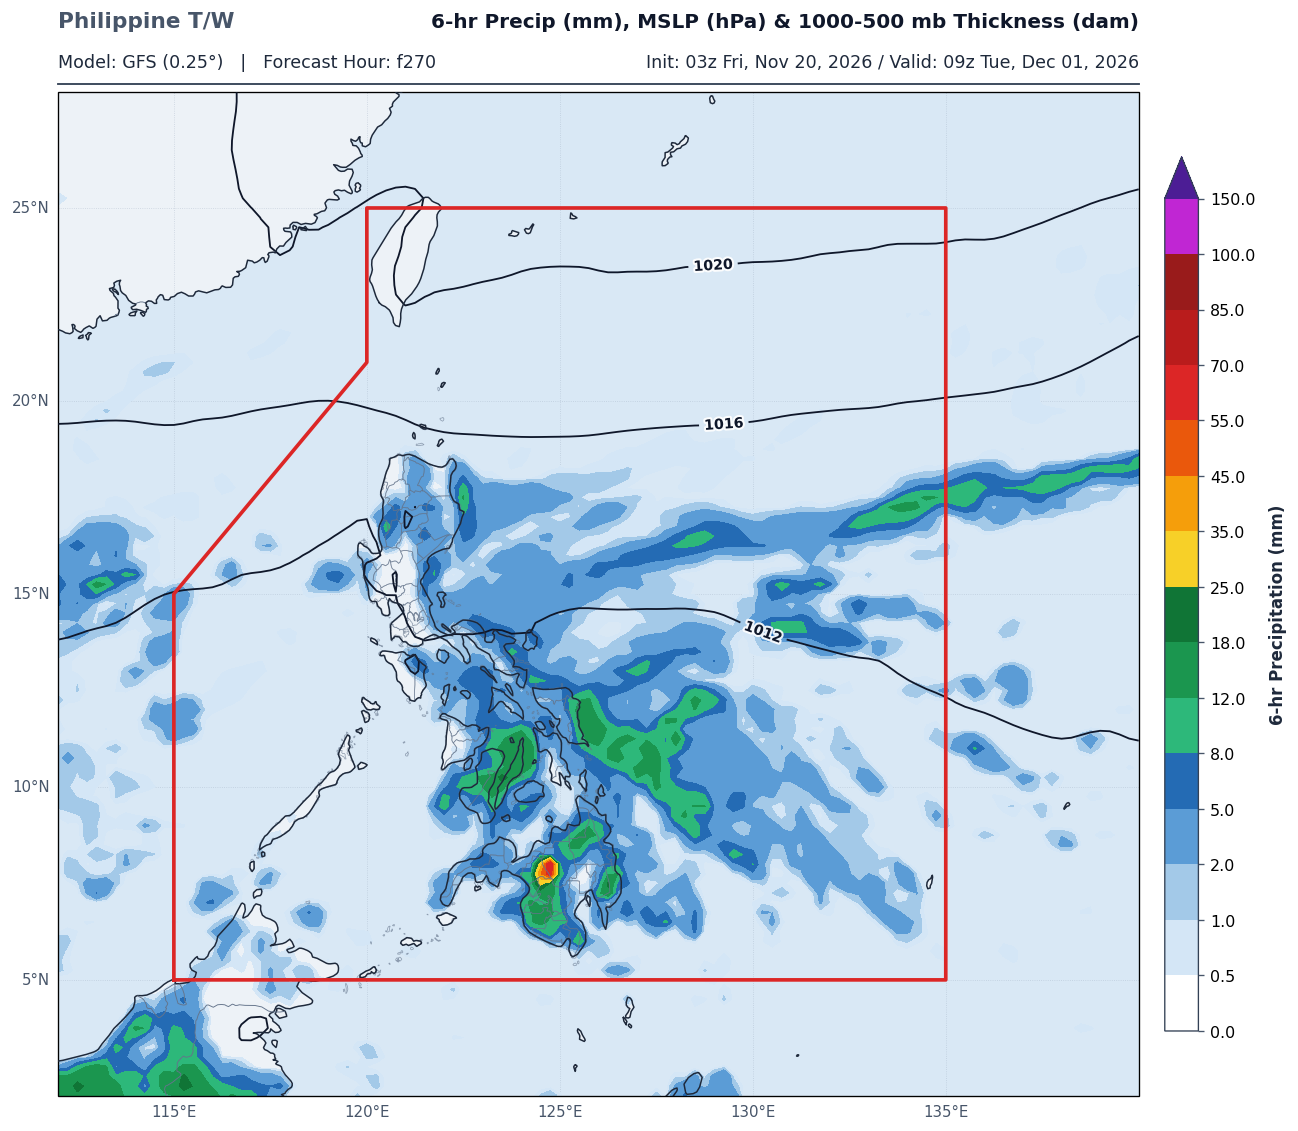 Philippine T/W
6-hr Precip (mm), MSLP (hPa) & 1000-500 mb Thickness (dam)
Model: GFS (0.25°) | Forecast Hour: f270
Init: 03z Fri, Nov 20, 2026 / Valid: 09z Tue, Dec 01, 2026
25°N
20°N
15°N
10°N
5°N
115°E
120°E
125°E
130°E
135°E
1020
1016
1012
150.0
100.0
85.0
70.0
55.0
45.0
35.0
25.0
18.0
12.0
8.0
5.0
2.0
1.0
0.5
0.0
6-hr Precipitation (mm)